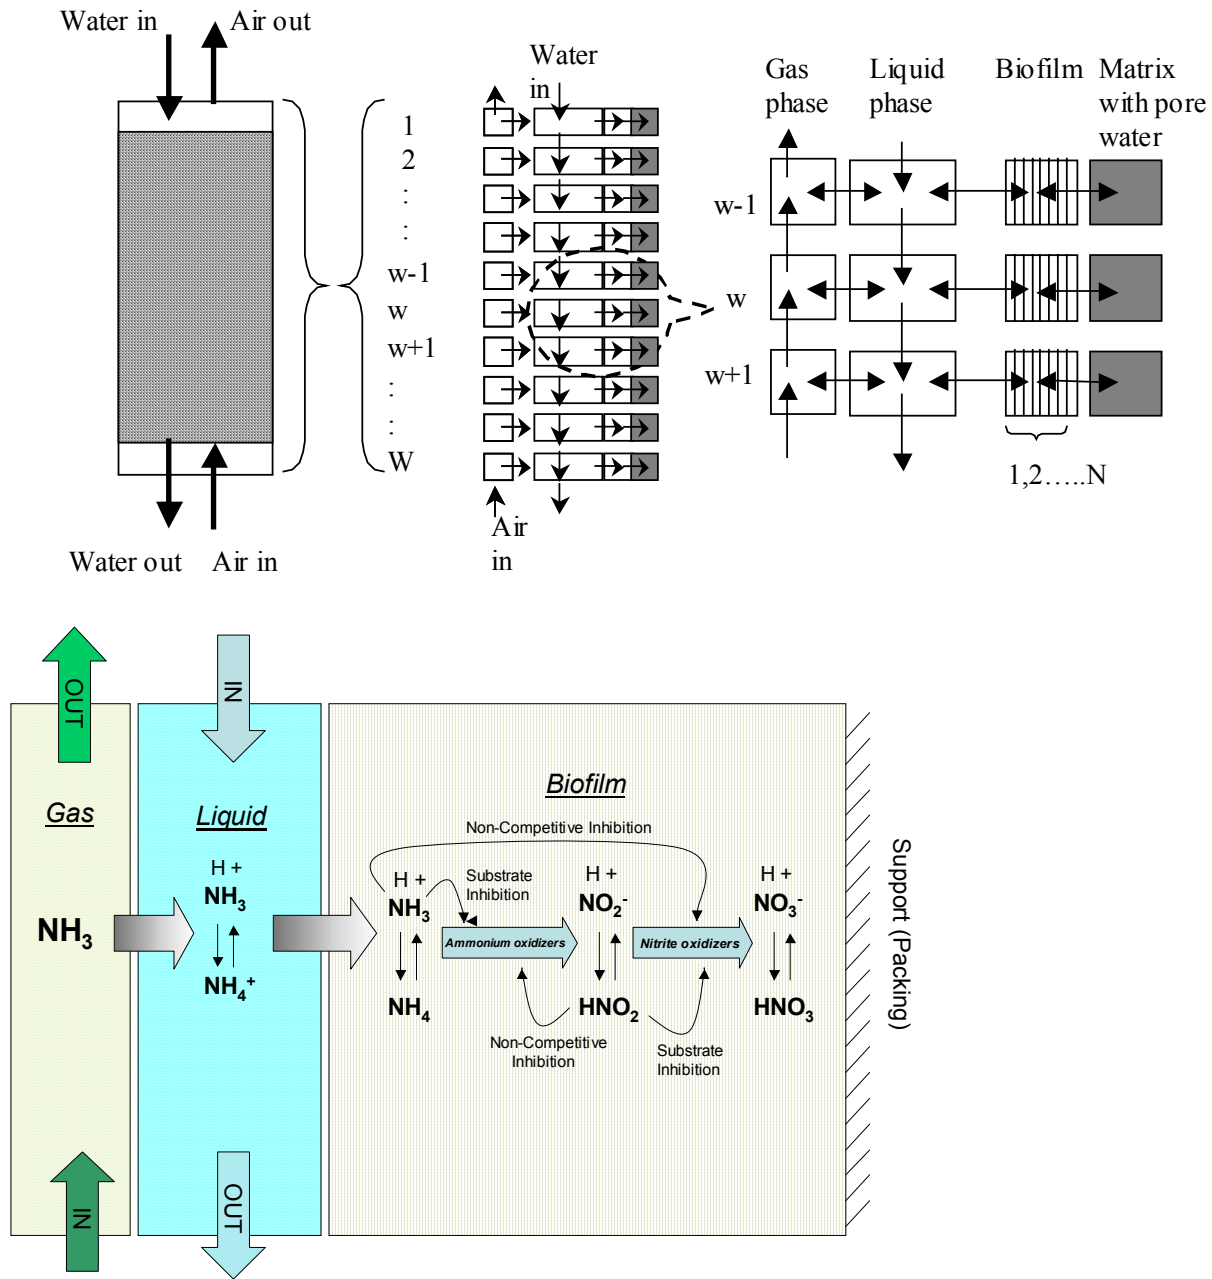 Water in
Air out
1
2
:
:
w-1
w
w+1
:
:
W
Water out
Air in
Water
in
Air
in
Gas
phase
Liquid
phase
Biofilm
Matrix
with pore
water
w-1
w
w+1
1,2…..N
OUT
IN
Gas
Liquid
Biofilm
Non-Competitive Inhibition
Substrate
Inhibition
H +
NH₃
NH₃
NH₄⁺
H +
NH₃
NH₄
Ammonium oxidizers
H +
NO₂⁻
HNO₂
Nitrite oxidizers
H +
NO₃⁻
HNO₃
Non-Competitive
Inhibition
Substrate
Inhibition
Support (Packing)
IN
OUT